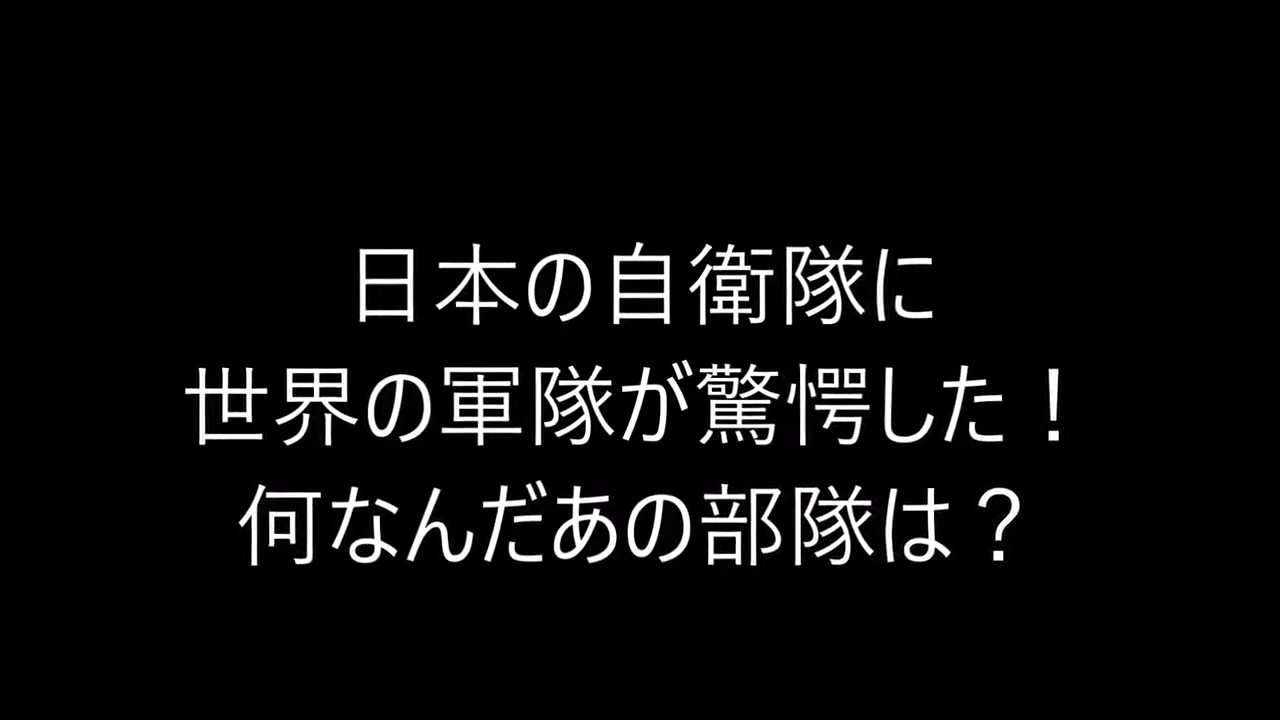 日本の自衛隊に
世界の軍隊が驚愕した！
何なんだあの部隊は？